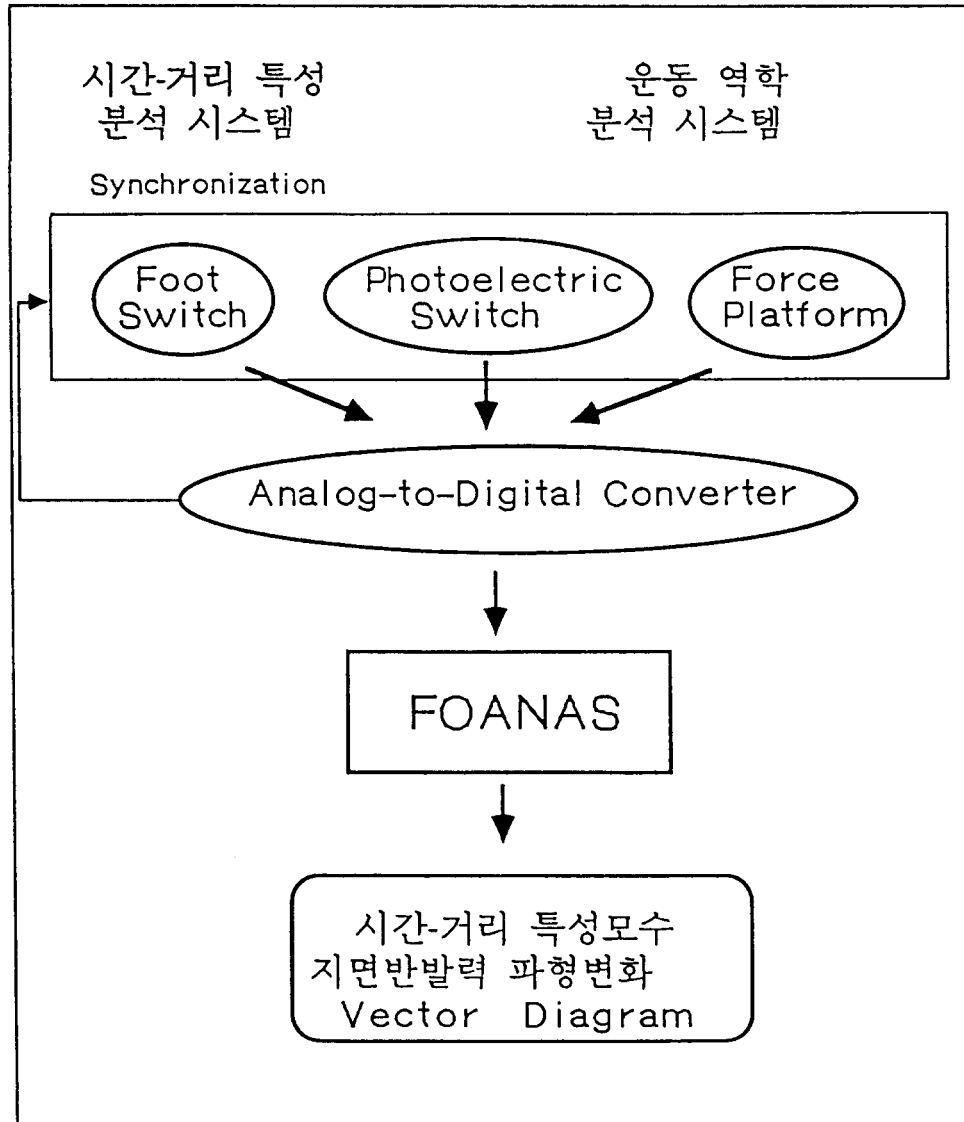 시간-거리 특성
분석 시스템
운동 역학
분석 시스템
Synchronization
Foot
Switch
Photoelectric
Switch
Force
Platform
Analog-to-Digital Converter
FOANAS
시간-거리 특성모수
지면반발력 파형변화
Vector Diagram